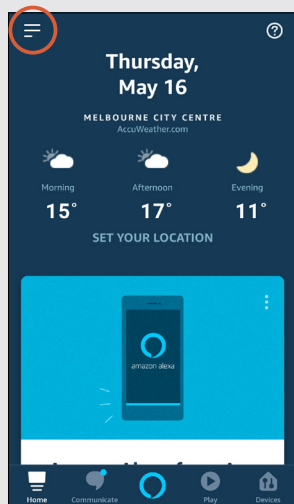 Thursday,
May 16
MELBOURNE CITY CENTRE
AccuWeather.com
Morning Afternoon Evening
15° 17° 11°
SET YOUR LOCATION
amazon alexa
Home Communicate Play Devices